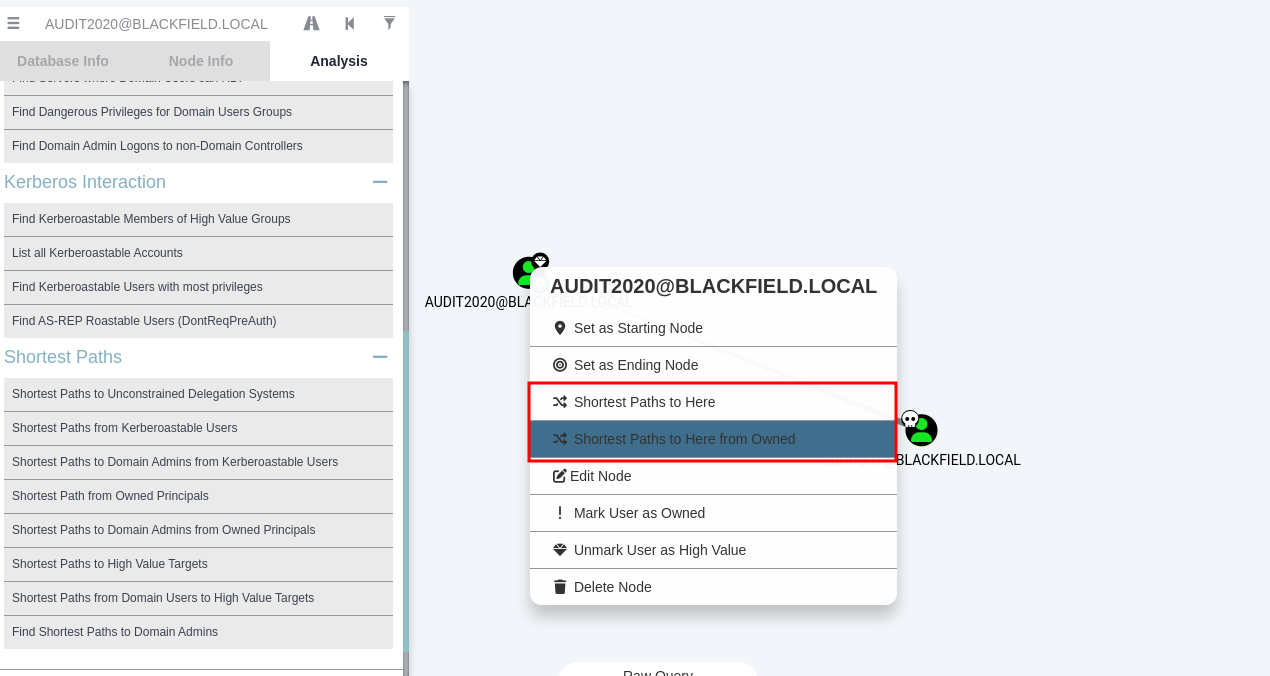 AUDIT2020@BLACKFIELD.LOCAL
Database Info
Node Info
Analysis
Find Dangerous Privileges for Domain Users Groups
Find Domain Admin Logons to non-Domain Controllers
Kerberos Interaction
Find Kerberoastable Members of High Value Groups
List all Kerberoastable Accounts
Find Kerberoastable Users with most privileges
Find AS-REP Roastable Users (DontReqPreAuth)
Shortest Paths
Shortest Paths to Unconstrained Delegation Systems
Shortest Paths from Kerberoastable Users
Shortest Paths to Domain Admins from Kerberoastable Users
Shortest Path from Owned Principals
Shortest Paths to Domain Admins from Owned Principals
Shortest Paths to High Value Targets
Shortest Paths from Domain Users to High Value Targets
Find Shortest Paths to Domain Admins
AUDIT2020@BLACKFIELD.LOCAL
AUDIT2020@BLACKFIELD.LOCAL
Set as Starting Node
Set as Ending Node
Shortest Paths to Here
Shortest Paths to Here from Owned
Edit Node
Mark User as Owned
Unmark User as High Value
Delete Node
BLACKFIELD.LOCAL
Raw Query